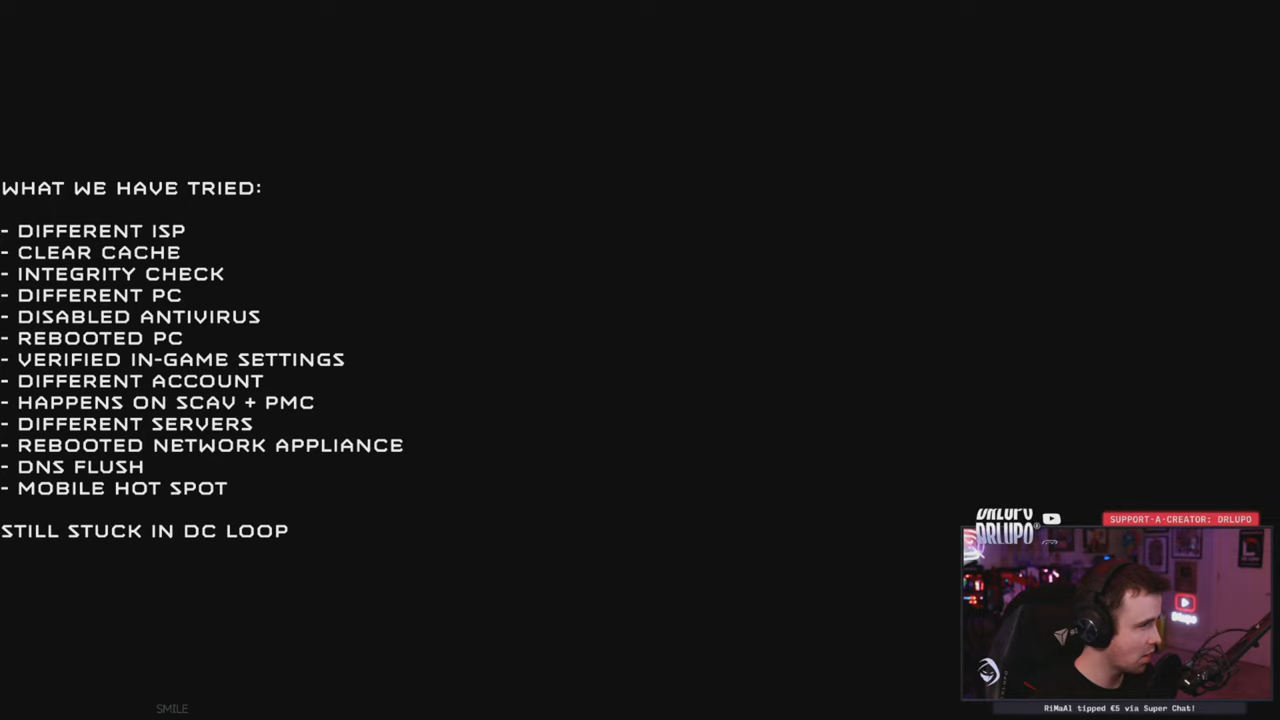 WHAT WE HAVE TRIED:
- DIFFERENT ISP
- CLEAR CACHE
- INTEGRITY CHECK
- DIFFERENT PC
- DISABLED ANTIVIRUS
- REBOOTED PC
- VERIFIED IN-GAME SETTINGS
- DIFFERENT ACCOUNT
- HAPPENS ON SCAV + PMC
- DIFFERENT SERVERS
- REBOOTED NETWORK APPLIANCE
- DNS FLUSH
- MOBILE HOT SPOT
STILL STUCK IN DC LOOP
SMILE
DRLUPO
DRLUPO
SUPPORT-A-CREATOR: DRLUPO
DrLupo
RiMaAl tipped €5 via Super Chat!